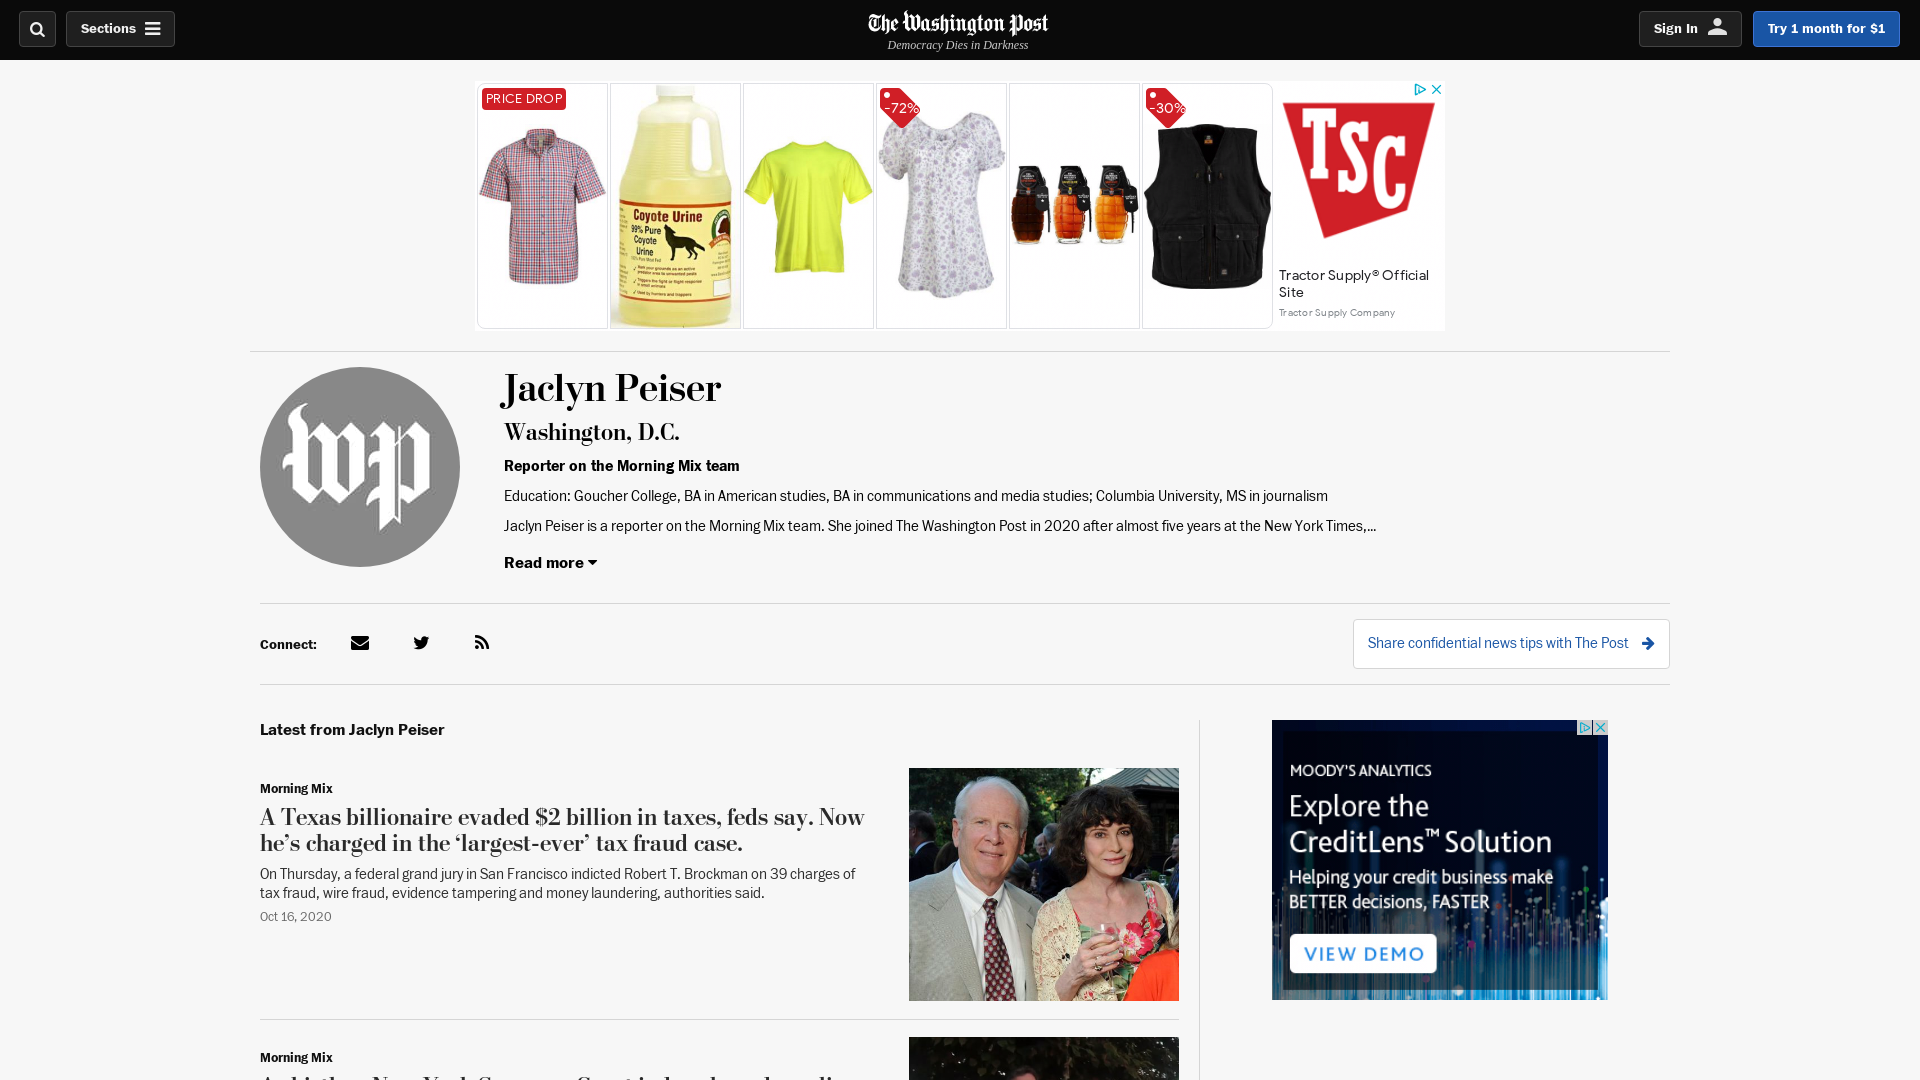 Sections
The Washington Post
Democracy Dies in Darkness
Sign In
Try 1 month for $1
PRICE DROP
-72%
-30%
Coyote Urine
99% Pure
Coyote
Urine
TSC
Tractor Supply® Official
Site
Tractor Supply Company
wp
Jaclyn Peiser
Washington, D.C.
Reporter on the Morning Mix team
Education: Goucher College, BA in American studies, BA in communications and media studies; Columbia University, MS in journalism
Jaclyn Peiser is a reporter on the Morning Mix team. She joined The Washington Post in 2020 after almost five years at the New York Times,...
Read more
Connect:
Share confidential news tips with The Post
Latest from Jaclyn Peiser
Morning Mix
A Texas billionaire evaded $2 billion in taxes, feds say. Now
he’s charged in the ‘largest-ever’ tax fraud case.
On Thursday, a federal grand jury in San Francisco indicted Robert T. Brockman on 39 charges of
tax fraud, wire fraud, evidence tampering and money laundering, authorities said.
Oct 16, 2020
MOODY'S ANALYTICS
Explore the
CreditLens™ Solution
Helping your credit business make
BETTER decisions, FASTER
VIEW DEMO
Morning Mix